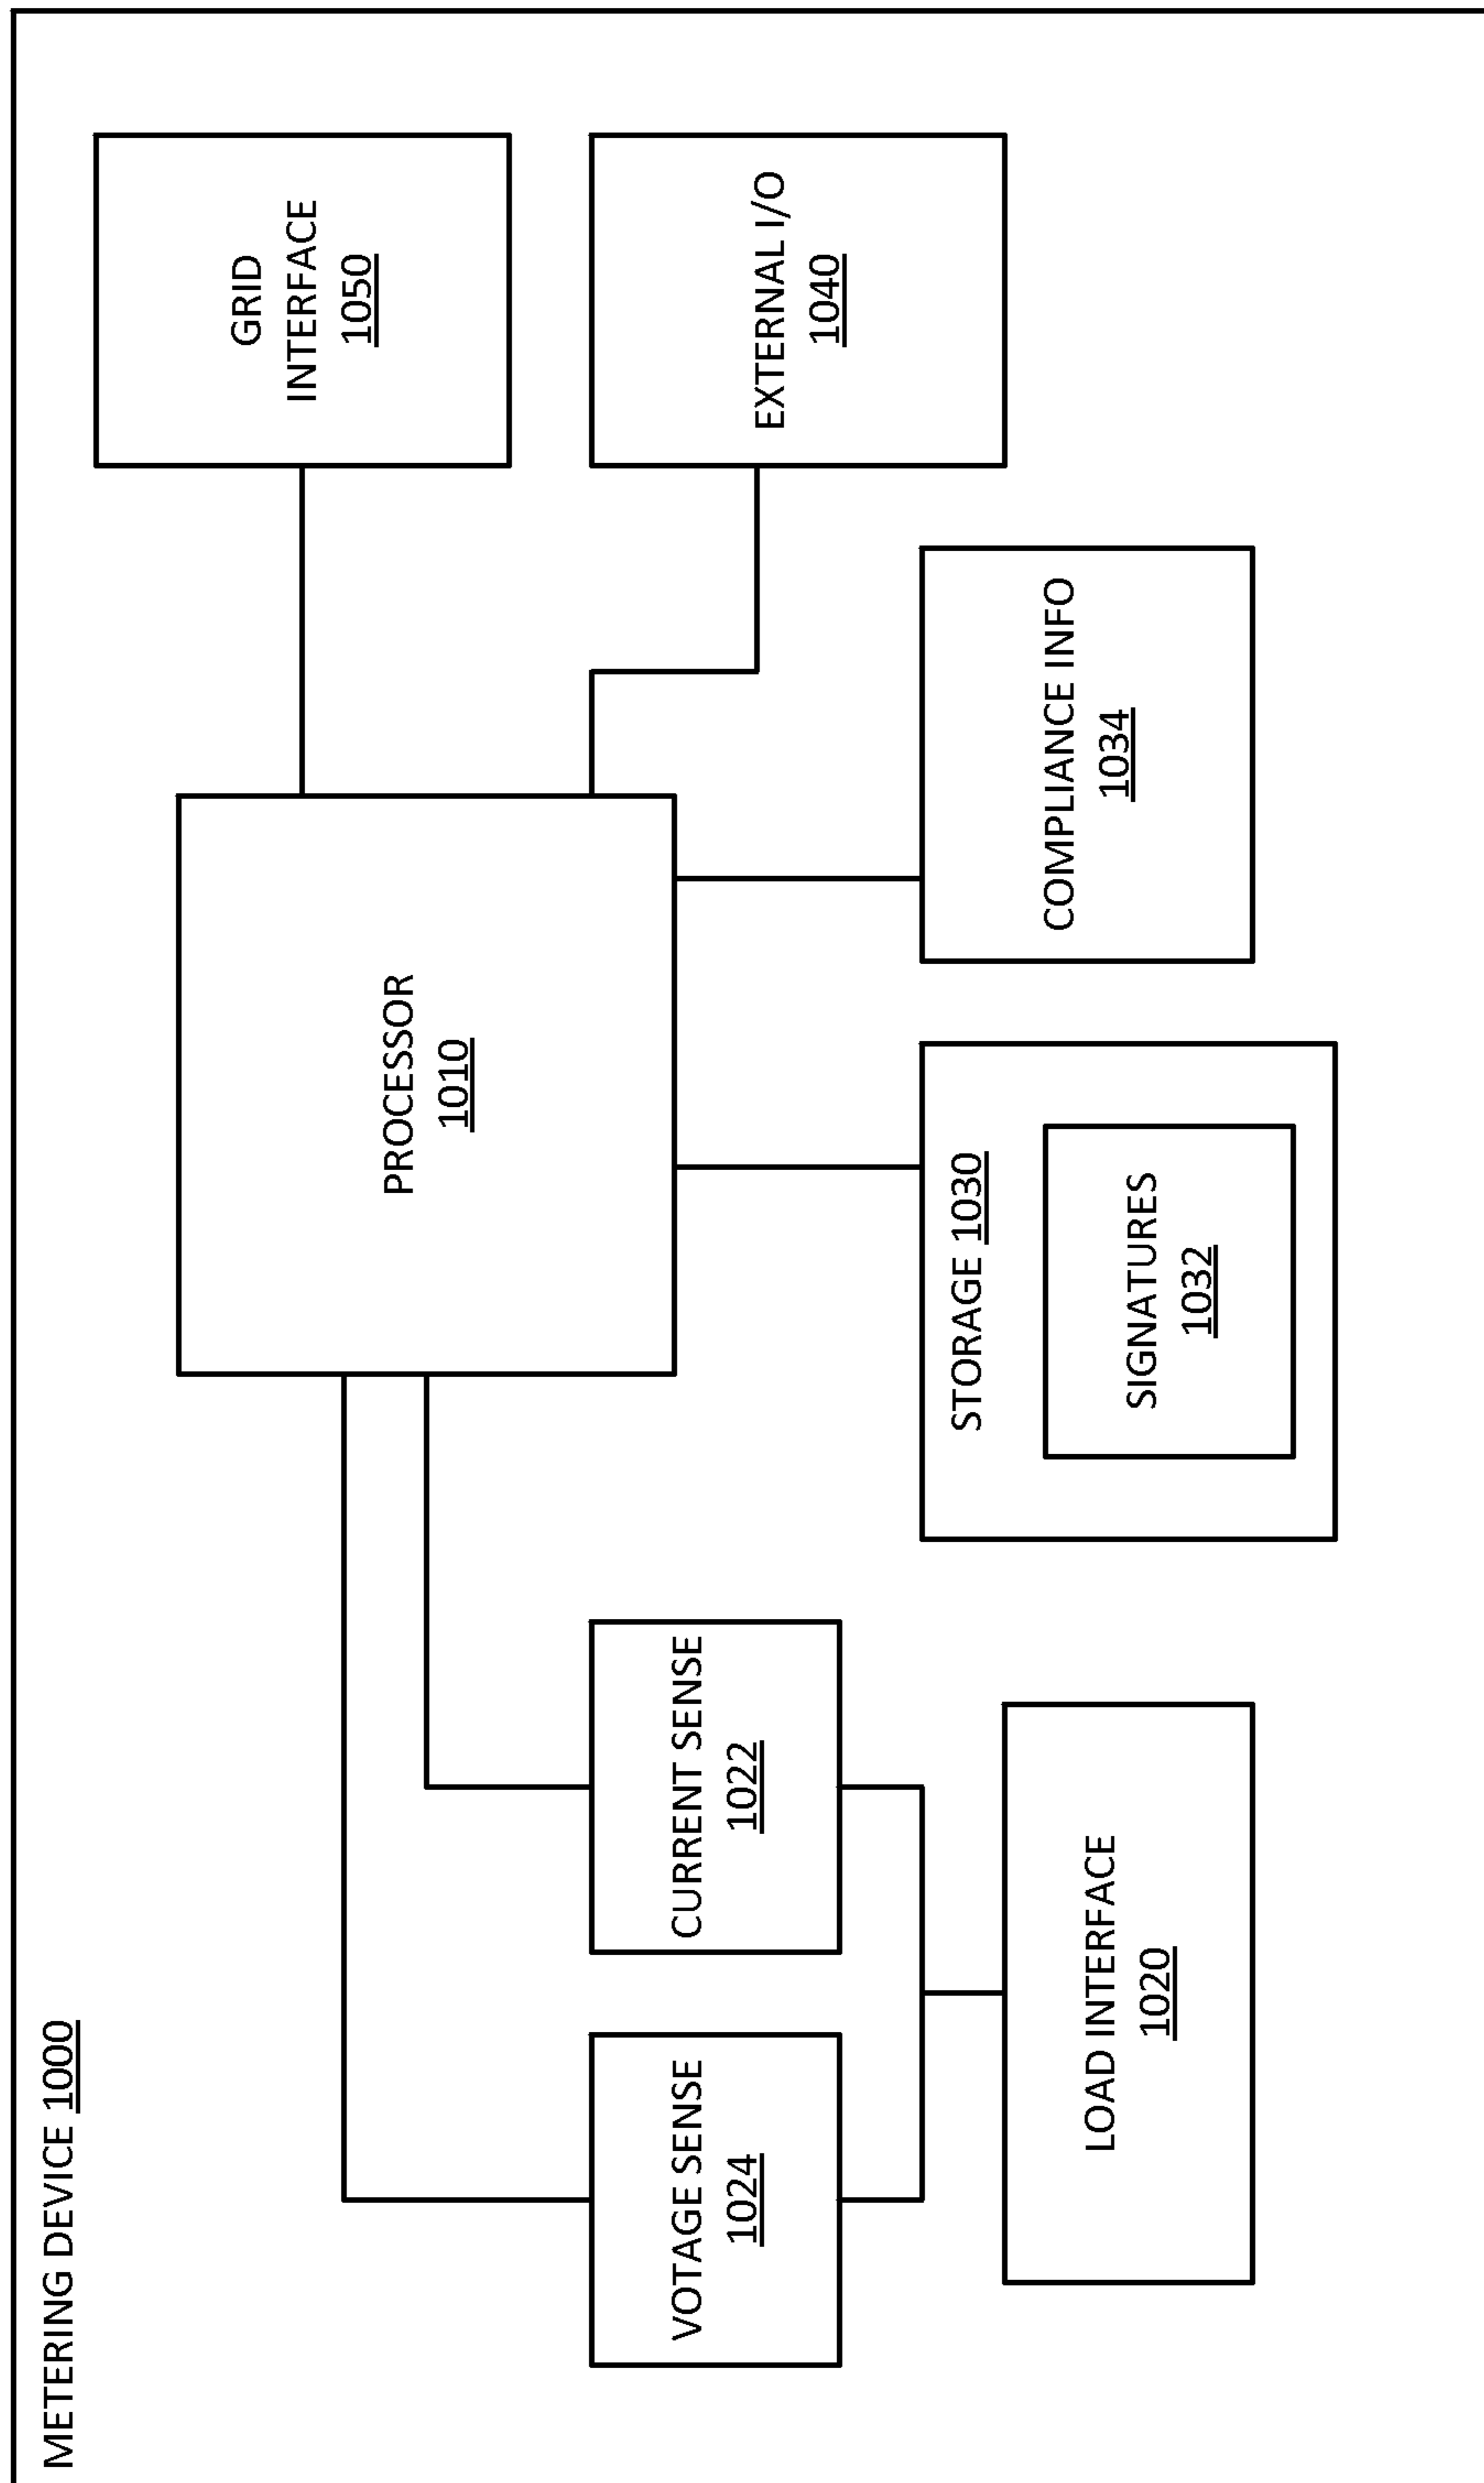 METERING DEVICE 1000
VOTAGE SENSE
1024
CURRENT SENSE
1022
LOAD INTERFACE
1020
PROCESSOR
1010
STORAGE 1030
SIGNATURES
1032
COMPLIANCE INFO
1034
GRID
INTERFACE
1050
EXTERNAL I/O
1040